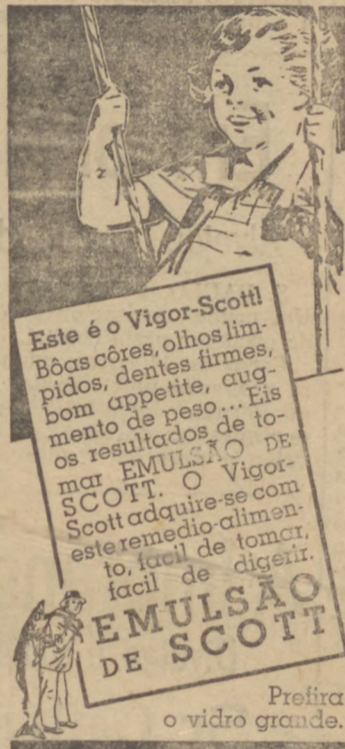 Este é o Vigor-Scott!
Bôas côres, olhos lim-
pidos, dentes firmes,
bom appetite, aug-
mento de peso... Eis
os resultados de to-
mar EMULSÃO DE
SCOTT. O Vigor-
Scott adquire-se com
este remedio-alimen-
to, facil de tomar,
facil de digerir.
EMULSÃO
DE SCOTT
Prefira
o vidro grande.